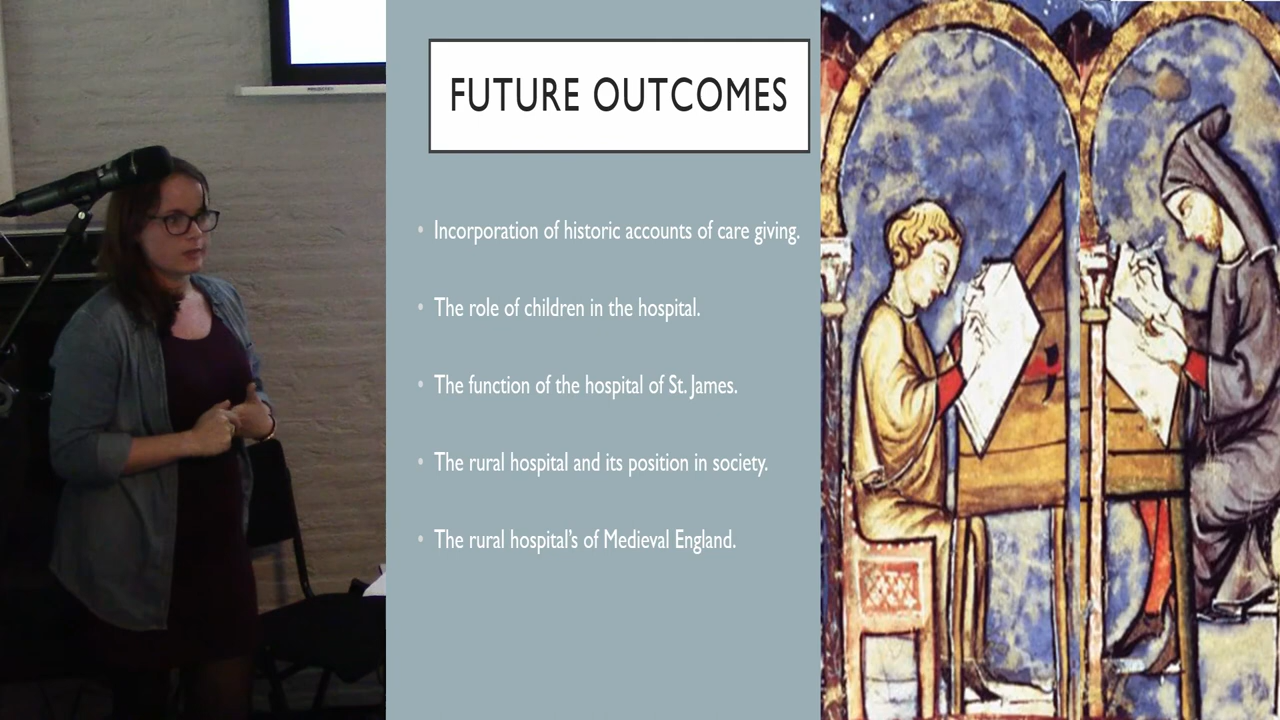 FUTURE OUTCOMES
• Incorporation of historic accounts of care giving.
• The role of children in the hospital.
• The function of the hospital of St. James.
• The rural hospital and its position in society.
• The rural hospital’s of Medieval England.